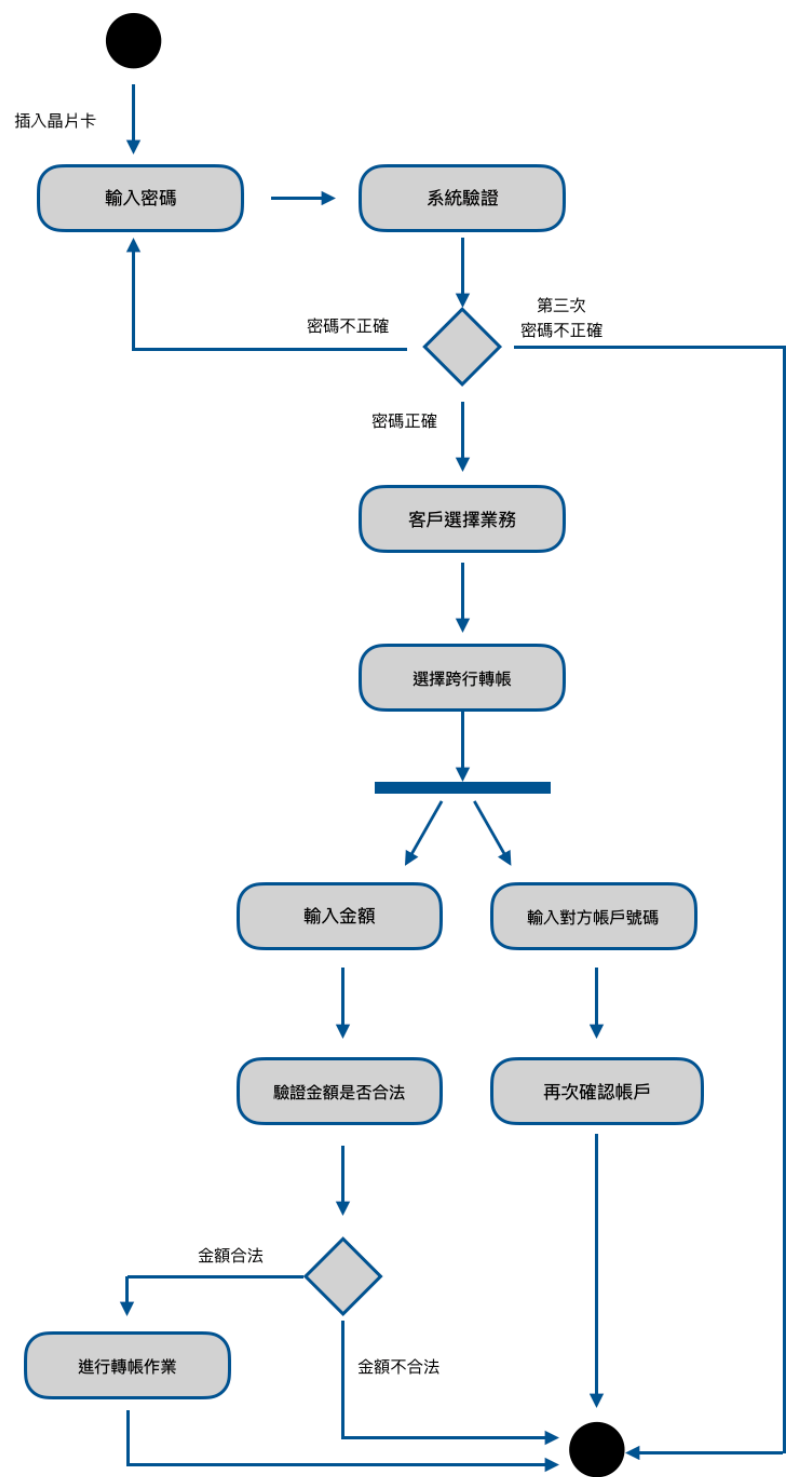 插入晶片卡
輸入密碼
系統驗證
密碼不正確
第三次
密碼不正確
密碼正確
客戶選擇業務
選擇跨行轉帳
輸入金額
輸入對方帳戶號碼
驗證金額是否合法
再次確認帳戶
金額合法
進行轉帳作業
金額不合法